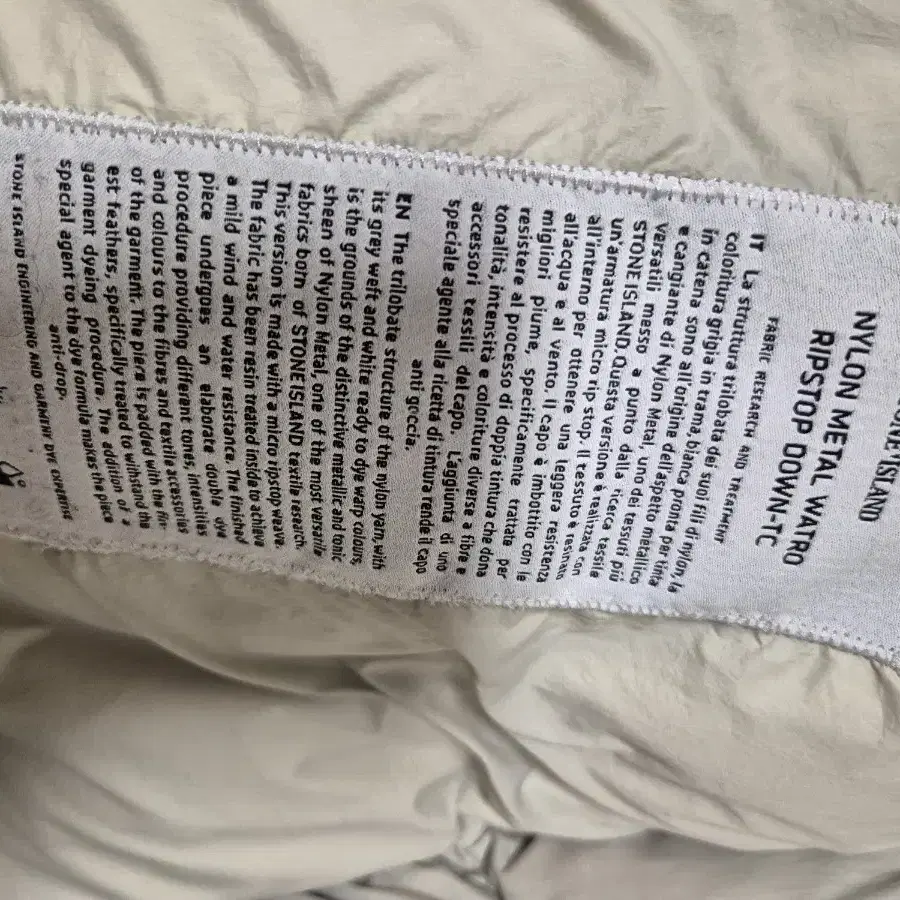 STONE ISLAND
NYLON METAL WATRO
RIPSTOP DOWN-TC
FABRIC RESEARCH AND TREATMENT
IT La struttura trilobata dei suoi fili di nylon, la
coloritura grigia in trama bianca pronta per tinta
in catena sono all'origine dell'aspetto metallico
e cangiante di Nylon Metal, uno dei tessuti più
versatili messo a punto dalla ricerca tessile
STONE ISLAND. Questa versione è realizzata con
un'armatura micro rip stop. Il tessuto è resinato
all'interno per ottenere una leggera resistenza
all'acqua e al vento. Il capo è imbottito con le
migliori piume, specificamente trattate per
resistere al processo di doppia tintura che dona
tonalità, intensità e coloriture diverse a fibre e
accessori tessili del capo. L'aggiunta di uno
speciale agente alla ricetta di tintura rende il capo
anti goccia.
EN The trilobate structure of the nylon yarn, with
its grey weft and white ready to dye warp colours,
is the grounds of the distinctive metallic and tonic
sheen of Nylon Metal, one of the most versatile
fabrics born of STONE ISLAND textile research.
This version is made with a micro ripstop weave.
The fabric has been resin treated inside to achieve
a mild wind and water resistance. The finished
piece undergoes an elaborate double dye
procedure providing different tones, intensities
and colours to the fibres and textile accessories
of the garment. The piece is padded with the fin-
est feathers, specifically treated to withstand the
garment dyeing procedure. The addition of a
special agent to the dye formula makes the piece
anti-drop.
STONE ISLAND ENGINEERING AND GARMENT DYE EXPERTISE